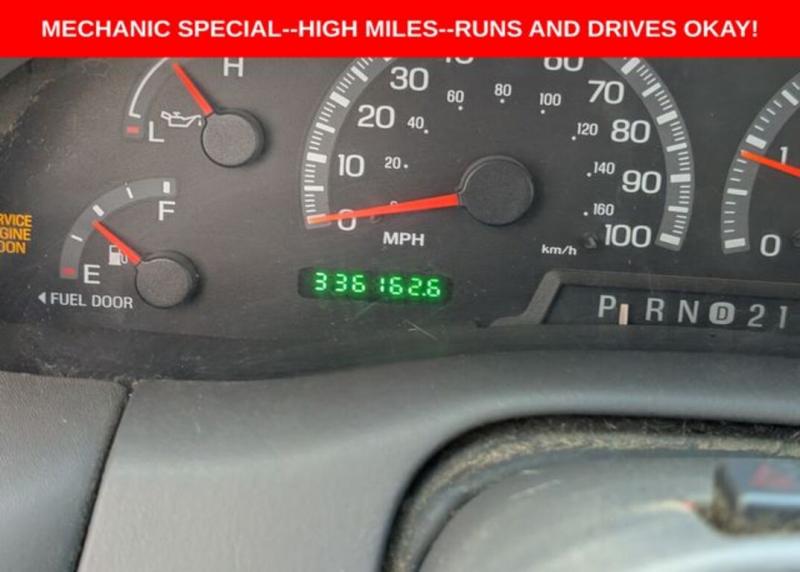 MECHANIC SPECIAL--HIGH MILES--RUNS AND DRIVES OKAY!
H
L
F
E
FUEL DOOR
10
20
30
70
80
90
100
0
20
40
60
80
100
120
140
160
MPH
km/h
336162.6
P R N D 2 1
1
0